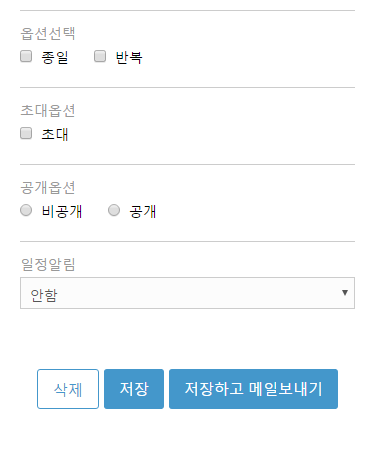 옵션선택
종일 반복
초대옵션
초대
공개옵션
비공개 공개
일정알림
안함
삭제 저장 저장하고 메일보내기